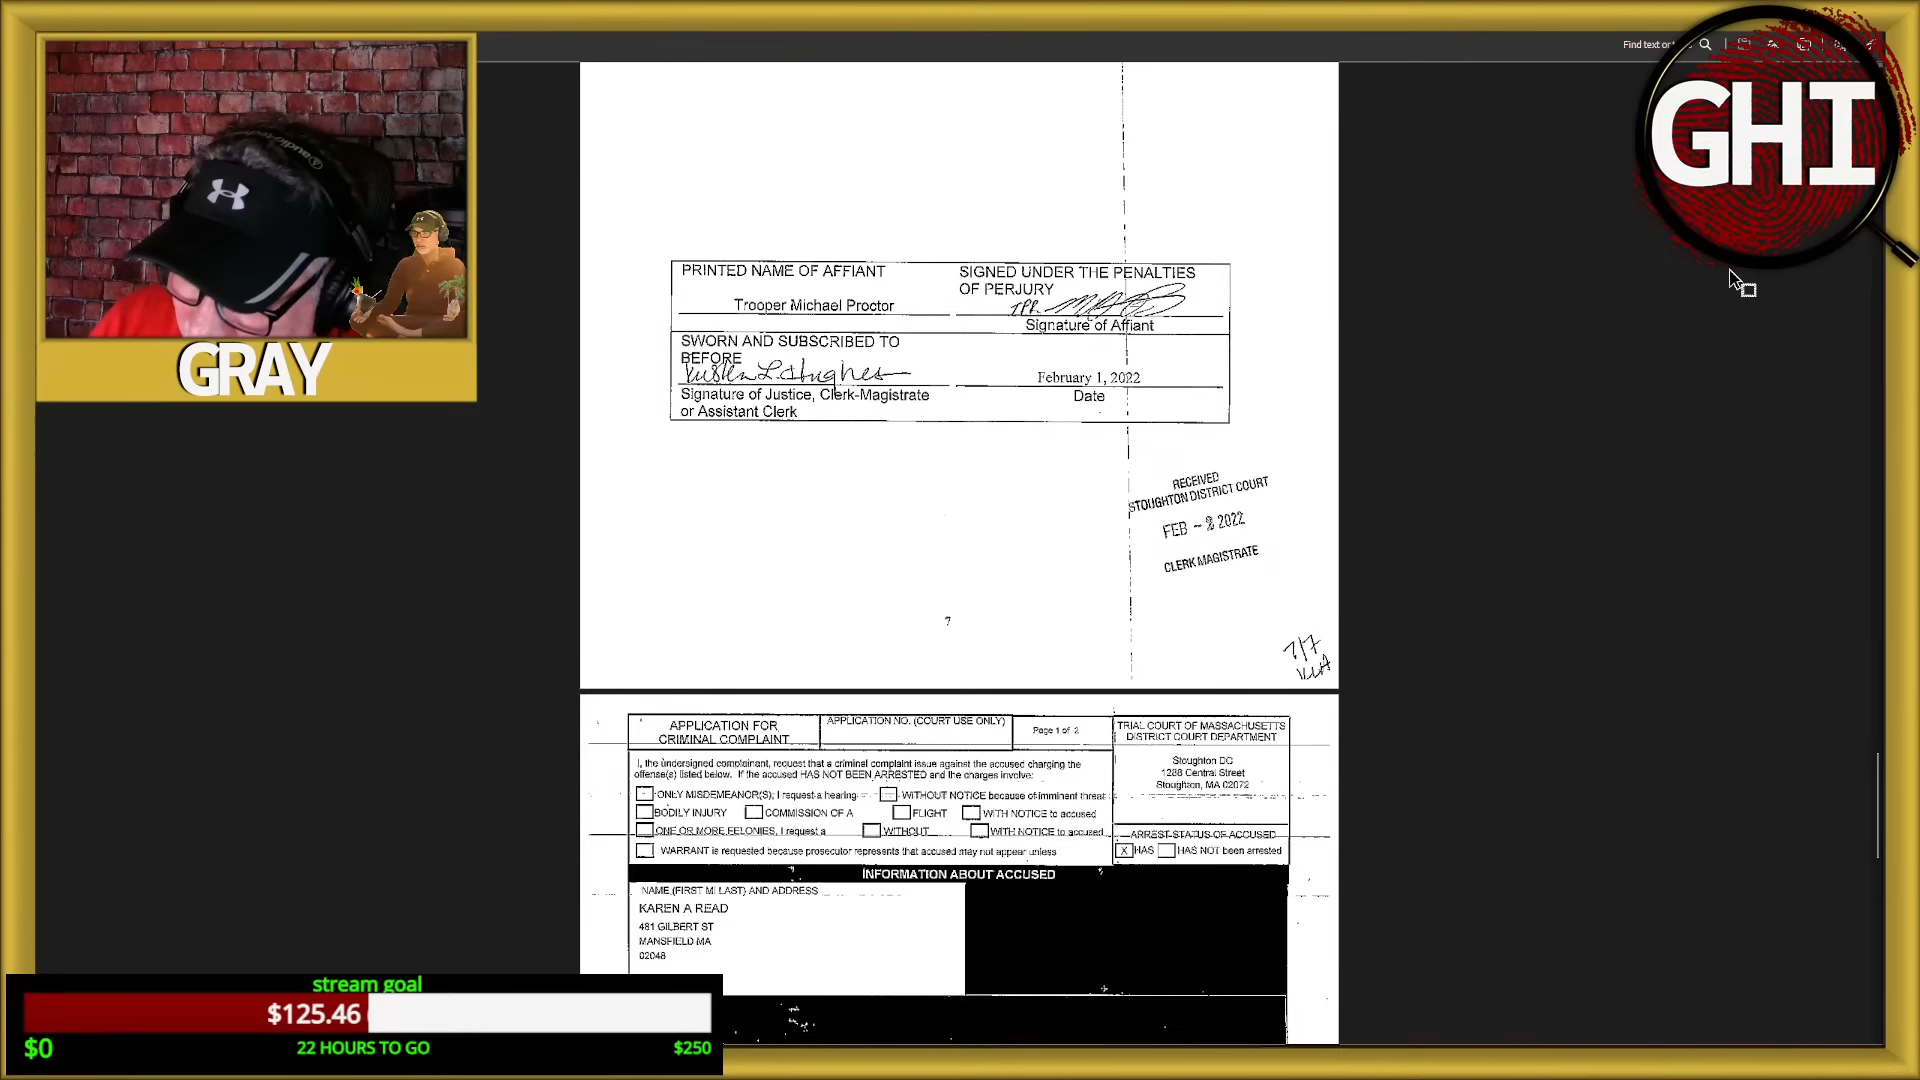 Find text or
GHI
GRAY
PRINTED NAME OF AFFIANT
Trooper Michael Proctor
SIGNED UNDER THE PENALTIES
OF PERJURY
TPR.
Signature of Affiant
SWORN AND SUBSCRIBED TO
BEFORE
L. Hughes
Signature of Justice, Clerk-Magistrate
or Assistant Clerk
February 1, 2022
Date
RECEIVED
STOUGHTON DISTRICT COURT
FEB - 2 2022
CLERK MAGISTRATE
7
7/7
APPLICATION FOR
CRIMINAL COMPLAINT
APPLICATION NO. (COURT USE ONLY)
Page 1 of 2
TRIAL COURT OF MASSACHUSETTS
DISTRICT COURT DEPARTMENT
I, the undersigned complainant, request that a criminal complaint issue against the accused charging the
offense(s) listed below. If the accused HAS NOT BEEN ARRESTED and the charges involve:
ONLY MISDEMEANOR(S), I request a hearing WITHOUT NOTICE because of imminent threat
BODILY INJURY COMMISSION OF A FLIGHT WITH NOTICE to accused
ONE OR MORE FELONIES, I request a WITHOUT WITH NOTICE to accused
WARRANT is requested because prosecutor represents that accused may not appear unless
Stoughton DC
1288 Central Street
Stoughton, MA 02072
ARREST STATUS OF ACCUSED
X HAS HAS NOT been arrested
INFORMATION ABOUT ACCUSED
NAME (FIRST MI LAST) AND ADDRESS
KAREN A READ
481 GILBERT ST
MANSFIELD MA
02048
stream goal
$125.46
$0
22 HOURS TO GO
$250